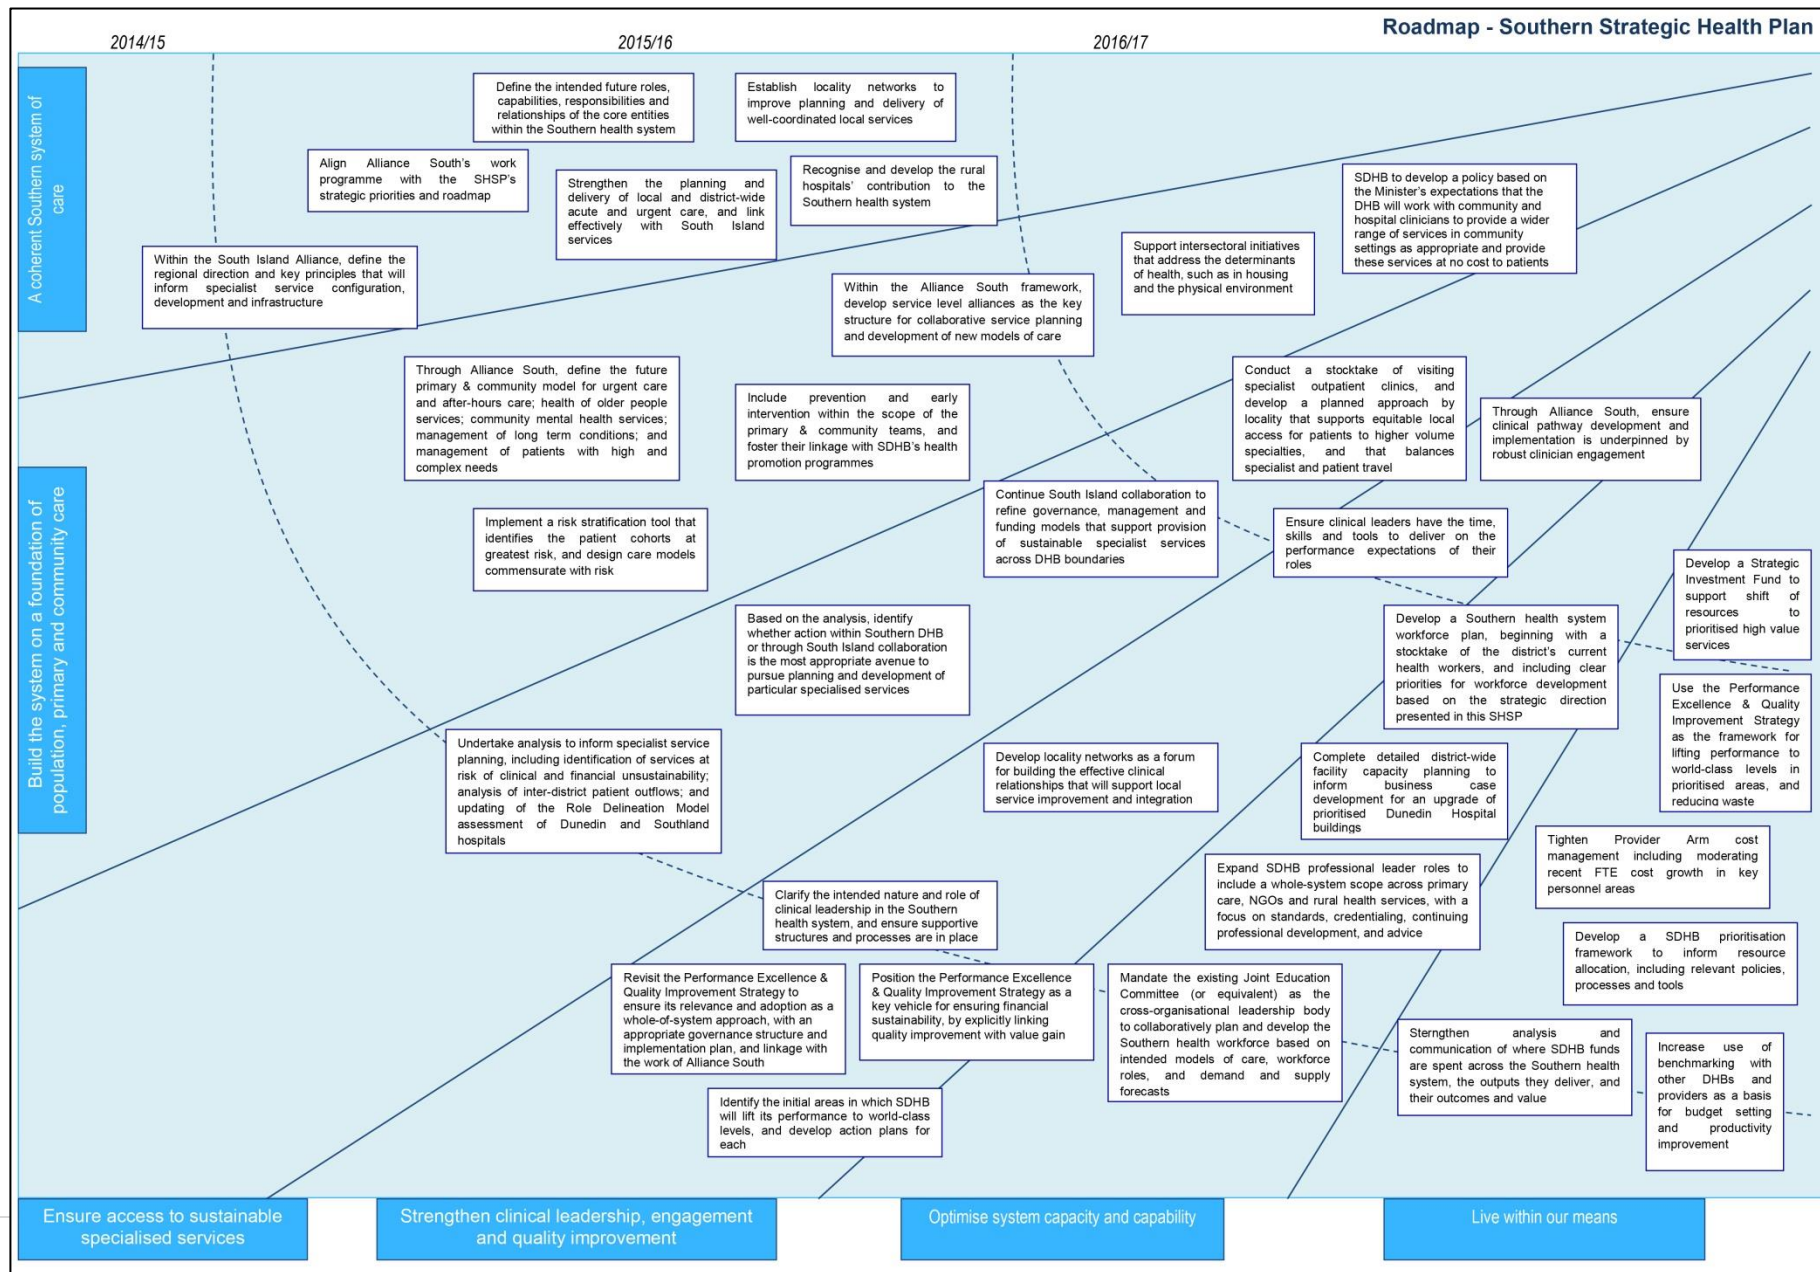 Roadmap - Southern Strategic Health Plan
2014/15
2015/16
2016/17
A coherent Southern system of
care
Define the intended future roles,
capabilities, responsibilities and
relationships of the core entities
within the Southern health system
Establish locality networks to
improve planning and delivery of
well-coordinated local services
Align Alliance South's work
programme with the SHSP's
strategic priorities and roadmap
Strengthen the planning and
delivery of local and district-wide
acute and urgent care, and link
effectively with South Island
services
Recognise and develop the rural
hospitals' contribution to the
Southern health system
SDHB to develop a policy based on
the Minister's expectations that the
DHB will work with community and
hospital clinicians to provide a wider
range of services in community
settings as appropriate and provide
these services at no cost to patients
Within the South Island Alliance, define the
regional direction and key principles that will
inform specialist service configuration,
development and infrastructure
Support intersectoral initiatives
that address the determinants
of health, such as in housing
and the physical environment
Within the Alliance South framework,
develop service level alliances as the key
structure for collaborative service planning
and development of new models of care
Build the system on a foundation of
population, primary and community care
Through Alliance South, define the future
primary & community model for urgent care
and after-hours care; health of older people
services; community mental health services;
management of long term conditions; and
management of patients with high and
complex needs
Include prevention and early
intervention within the scope of the
primary & community teams, and
foster their linkage with SDHB's health
promotion programmes
Conduct a stocktake of visiting
specialist outpatient clinics, and
develop a planned approach by
locality that supports equitable local
access for patients to higher volume
specialties, and that balances
specialist and patient travel
Through Alliance South, ensure
clinical pathway development and
implementation is underpinned by
robust clinician engagement
Implement a risk stratification tool that
identifies the patient cohorts at
greatest risk, and design care models
commensurate with risk
Continue South Island collaboration to
refine governance, management and
funding models that support provision
of sustainable specialist services
across DHB boundaries
Ensure clinical leaders have the time,
skills and tools to deliver on the
performance expectations of their
roles
Develop a Strategic
Investment Fund to
support shift of
resources to
prioritised high value
services
Based on the analysis, identify
whether action within Southern DHB
or through South Island collaboration
is the most appropriate avenue to
pursue planning and development of
particular specialised services
Develop a Southern health system
workforce plan, beginning with a
stocktake of the district's current
health workers, and including clear
priorities for workforce development
based on the strategic direction
presented in this SHSP
Use the Performance
Excellence & Quality
Improvement Strategy
as the framework for
lifting performance to
world-class levels in
prioritised areas, and
reducing waste
Undertake analysis to inform specialist service
planning, including identification of services at
risk of clinical and financial unsustainability;
analysis of inter-district patient outflows; and
updating of the Role Delineation Model
assessment of Dunedin and Southland
hospitals
Develop locality networks as a forum
for building the effective clinical
relationships that will support local
service improvement and integration
Complete detailed district-wide
facility capacity planning to
inform business case
development for an upgrade of
prioritised Dunedin Hospital
buildings
Tighten Provider Arm cost
management including moderating
recent FTE cost growth in key
personnel areas
Clarify the intended nature and role of
clinical leadership in the Southern
health system, and ensure supportive
structures and processes are in place
Expand SDHB professional leader roles to
include a whole-system scope across primary
care, NGOs and rural health services, with a
focus on standards, credentialing, continuing
professional development, and advice
Develop a SDHB prioritisation
framework to inform resource
allocation, including relevant policies,
processes and tools
Revisit the Performance Excellence &
Quality Improvement Strategy to
ensure its relevance and adoption as a
whole-of-system approach, with an
appropriate governance structure and
implementation plan, and linkage with
the work of Alliance South
Position the Performance Excellence
& Quality Improvement Strategy as a
key vehicle for ensuring financial
sustainability, by explicitly linking
quality improvement with value gain
Mandate the existing Joint Education
Committee (or equivalent) as the
cross-organisational leadership body
to collaboratively plan and develop the
Southern health workforce based on
intended models of care, workforce
roles, and demand and supply
forecasts
Sterngthen analysis and
communication of where SDHB funds
are spent across the Southern health
system, the outputs they deliver, and
their outcomes and value
Increase use of
benchmarking with
other DHBs and
providers as a basis
for budget setting
and productivity
improvement
Identify the initial areas in which SDHB
will lift its performance to world-class
levels, and develop action plans for
each
Ensure access to sustainable
specialised services
Strengthen clinical leadership, engagement
and quality improvement
Optimise system capacity and capability
Live within our means